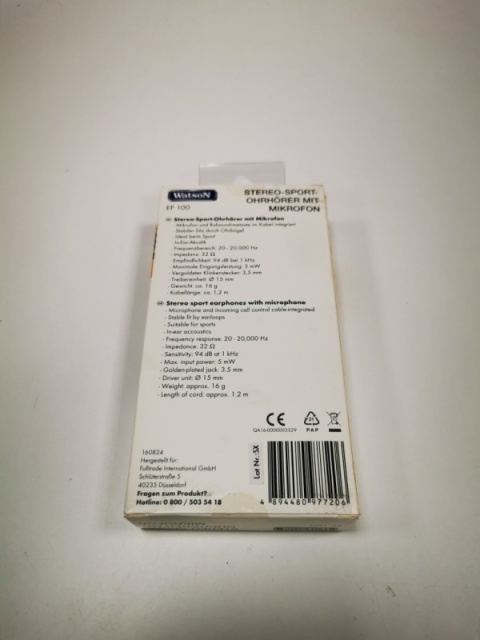 WatsoN
EF 100
STEREO-SPORT-
OHRHÖRER MIT
MIKROFON
Stereo-Sport-Ohrhörer mit Mikrofon
- Mikrofon und Rufannahmetaste im Kabel integriert
- Stabiler Sitz durch Ohrbügel
- Ideal beim Sport
- In-Ear-Akustik
- Frequenzbereich: 20 - 20.000 Hz
- Impedanz: 32 Ω
- Empfindlichkeit: 94 dB bei 1 kHz
- Maximale Eingangsleistung: 5 mW
- Vergoldeter Klinkenstecker: 3,5 mm
- Treibereinheit: Ø 15 mm
- Gewicht: ca. 16 g
- Kabellänge: ca. 1,2 m
Stereo sport earphones with microphone
- Microphone and incoming call control cable-integrated
- Stable fit by earloops
- Suitable for sports
- In-ear accoustics
- Frequency response: 20 - 20,000 Hz
- Impedance: 32 Ω
- Sensitivity: 94 dB at 1 kHz
- Max. input power: 5 mW
- Golden-plated jack: 3.5 mm
- Driver unit: Ø 15 mm
- Weight: approx. 16 g
- Length of cord: approx. 1.2 m
CE
21
PAP
160824
Hergestellt für:
Fulltrade International GmbH
Schlüterstraße 5
40235 Düsseldorf
Fragen zum Produkt?
Hotline: 0 800 / 503 54 18
Lot Nr.:SX
4 894480 977206